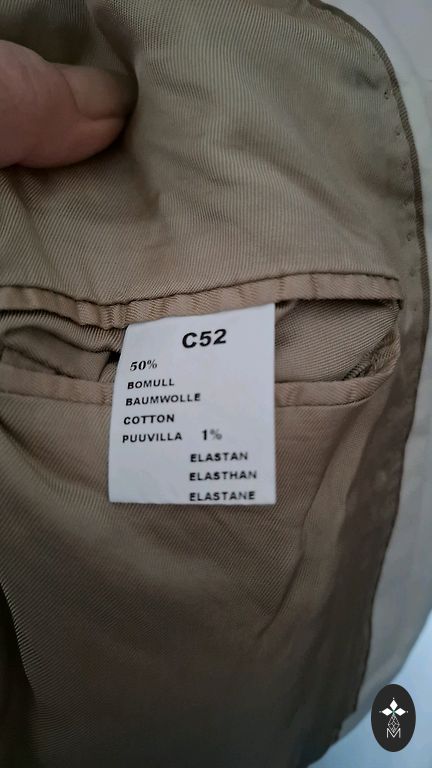 C52
50%
BOMULL
BAUMWOLLE
COTTON
PUUVILLA 1%
ELASTAN
ELASTHAN
ELASTANE
M